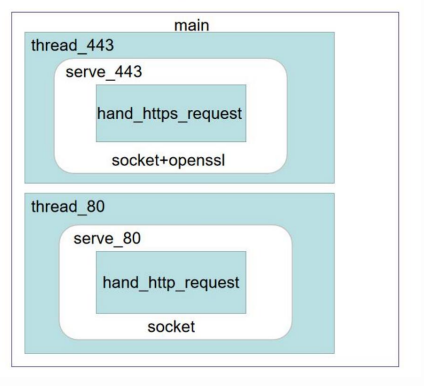 main
thread_443
serve_443
hand_https_request
socket+openssl
thread_80
serve_80
hand_http_request
socket